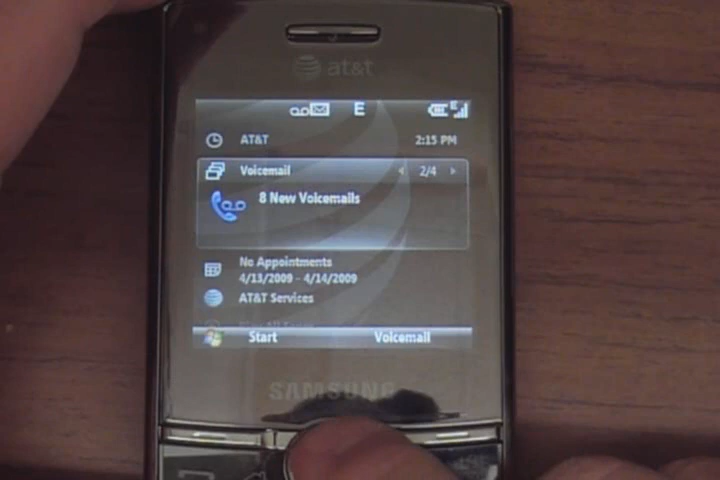 at&t
E
E
AT&T 2:15 PM
Voicemail 2/4
8 New Voicemails
No Appointments
4/13/2009 - 4/14/2009
AT&T Services
Start Voicemail
SAMSUNG